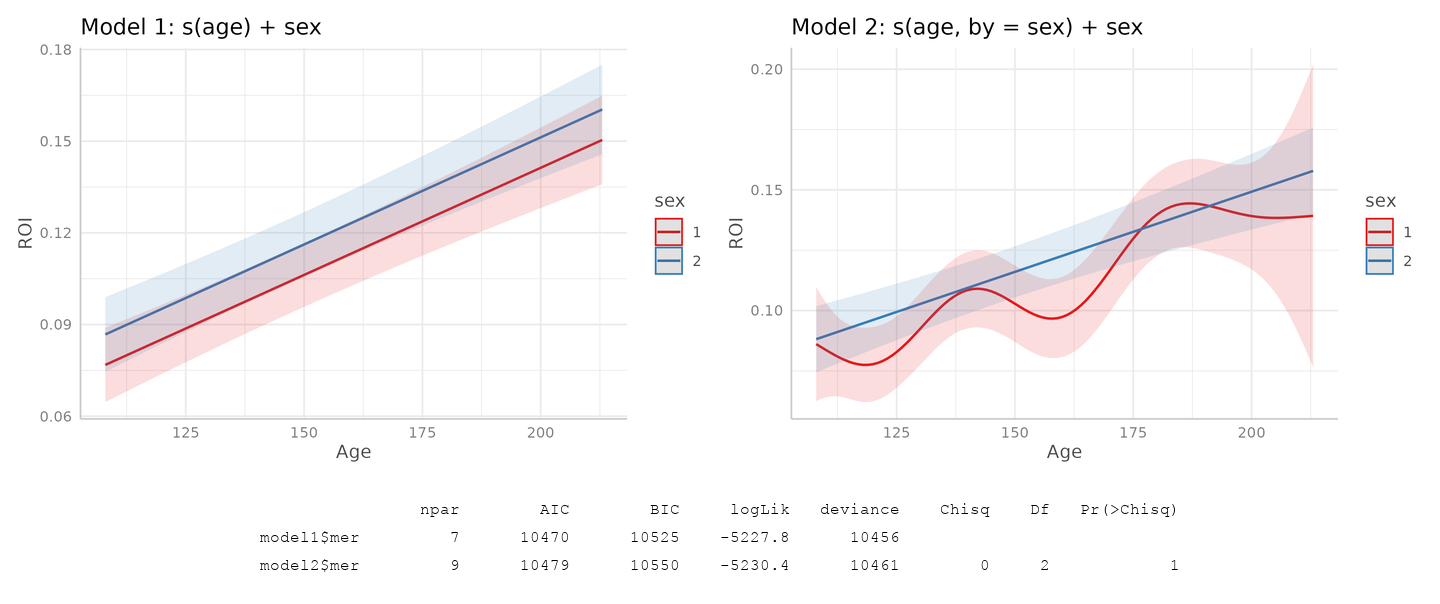 Model 1: s(age) + sex
0.18
0.15
0.12
0.09
0.06
ROI
125 150 175 200
Age
sex
1
2
Model 2: s(age, by = sex) + sex
0.20
0.15
0.10
ROI
125 150 175 200
Age
sex
1
2
npar AIC BIC logLik deviance Chisq Df Pr(>Chisq)
model1$mer 7 10470 10525 -5227.8 10456
model2$mer 9 10479 10550 -5230.4 10461 0 2 1